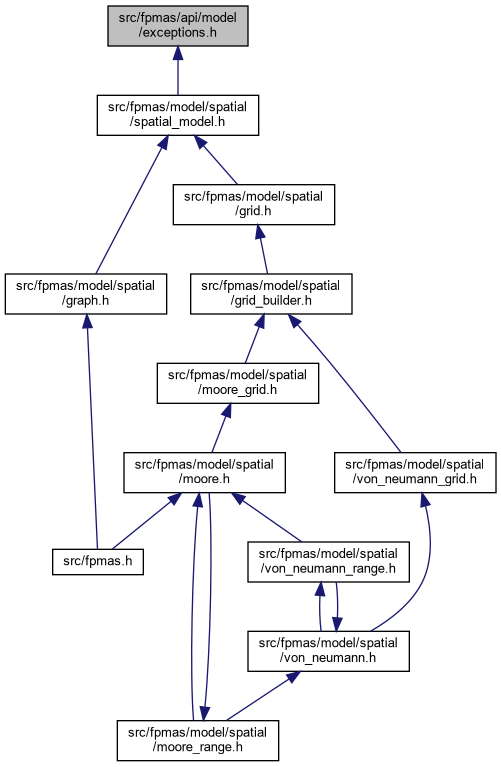 src/fpmas/api/model
/exceptions.h
src/fpmas/model/spatial
/spatial_model.h
src/fpmas/model/spatial
/grid.h
src/fpmas/model/spatial
/graph.h
src/fpmas/model/spatial
/grid_builder.h
src/fpmas/model/spatial
/moore_grid.h
src/fpmas/model/spatial
/moore.h
src/fpmas/model/spatial
/von_neumann_grid.h
src/fpmas.h
src/fpmas/model/spatial
/von_neumann_range.h
src/fpmas/model/spatial
/von_neumann.h
src/fpmas/model/spatial
/moore_range.h